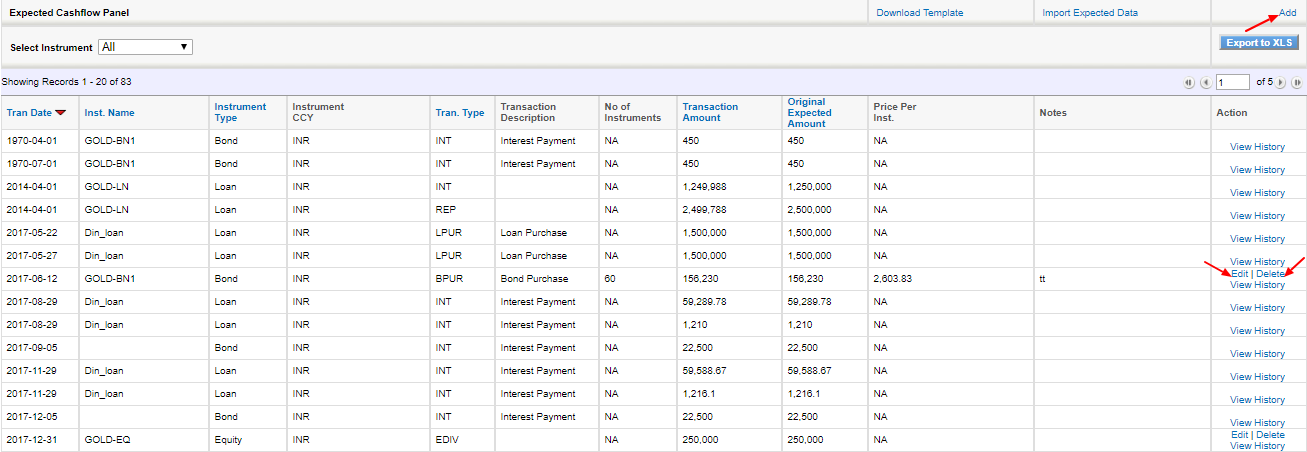 Expected Cashflow Panel Download Template Import Expected Data Add
Select Instrument All Export to XLS
Showing Records 1 - 20 of 83 1 of 5
Tran Date Inst. Name Instrument Type Instrument CCY Tran. Type Transaction Description No of Instruments Transaction Amount Original Expected Amount Price Per Inst. Notes Action
1970-04-01 GOLD-BN1 Bond INR INT Interest Payment NA 450 450 NA View History
1970-07-01 GOLD-BN1 Bond INR INT Interest Payment NA 450 450 NA View History
2014-04-01 GOLD-LN Loan INR INT NA 1,249,988 1,250,000 NA View History
2014-04-01 GOLD-LN Loan INR REP NA 2,499,788 2,500,000 NA View History
2017-05-22 Din_loan Loan INR LPUR Loan Purchase NA 1,500,000 1,500,000 NA View History
2017-05-27 Din_loan Loan INR LPUR Loan Purchase NA 1,500,000 1,500,000 NA View History
2017-06-12 GOLD-BN1 Bond INR BPUR Bond Purchase 60 156,230 156,230 2,603.83 tt Edit | Delete View History
2017-08-29 Din_loan Loan INR INT Interest Payment NA 59,289.78 59,289.78 NA View History
2017-08-29 Din_loan Loan INR INT Interest Payment NA 1,210 1,210 NA View History
2017-09-05 Bond INR INT Interest Payment NA 22,500 22,500 NA View History
2017-11-29 Din_loan Loan INR INT Interest Payment NA 59,588.67 59,588.67 NA View History
2017-11-29 Din_loan Loan INR INT Interest Payment NA 1,216.1 1,216.1 NA View History
2017-12-05 Bond INR INT Interest Payment NA 22,500 22,500 NA View History
2017-12-31 GOLD-EQ Equity INR EDIV NA 250,000 250,000 NA Edit | Delete View History